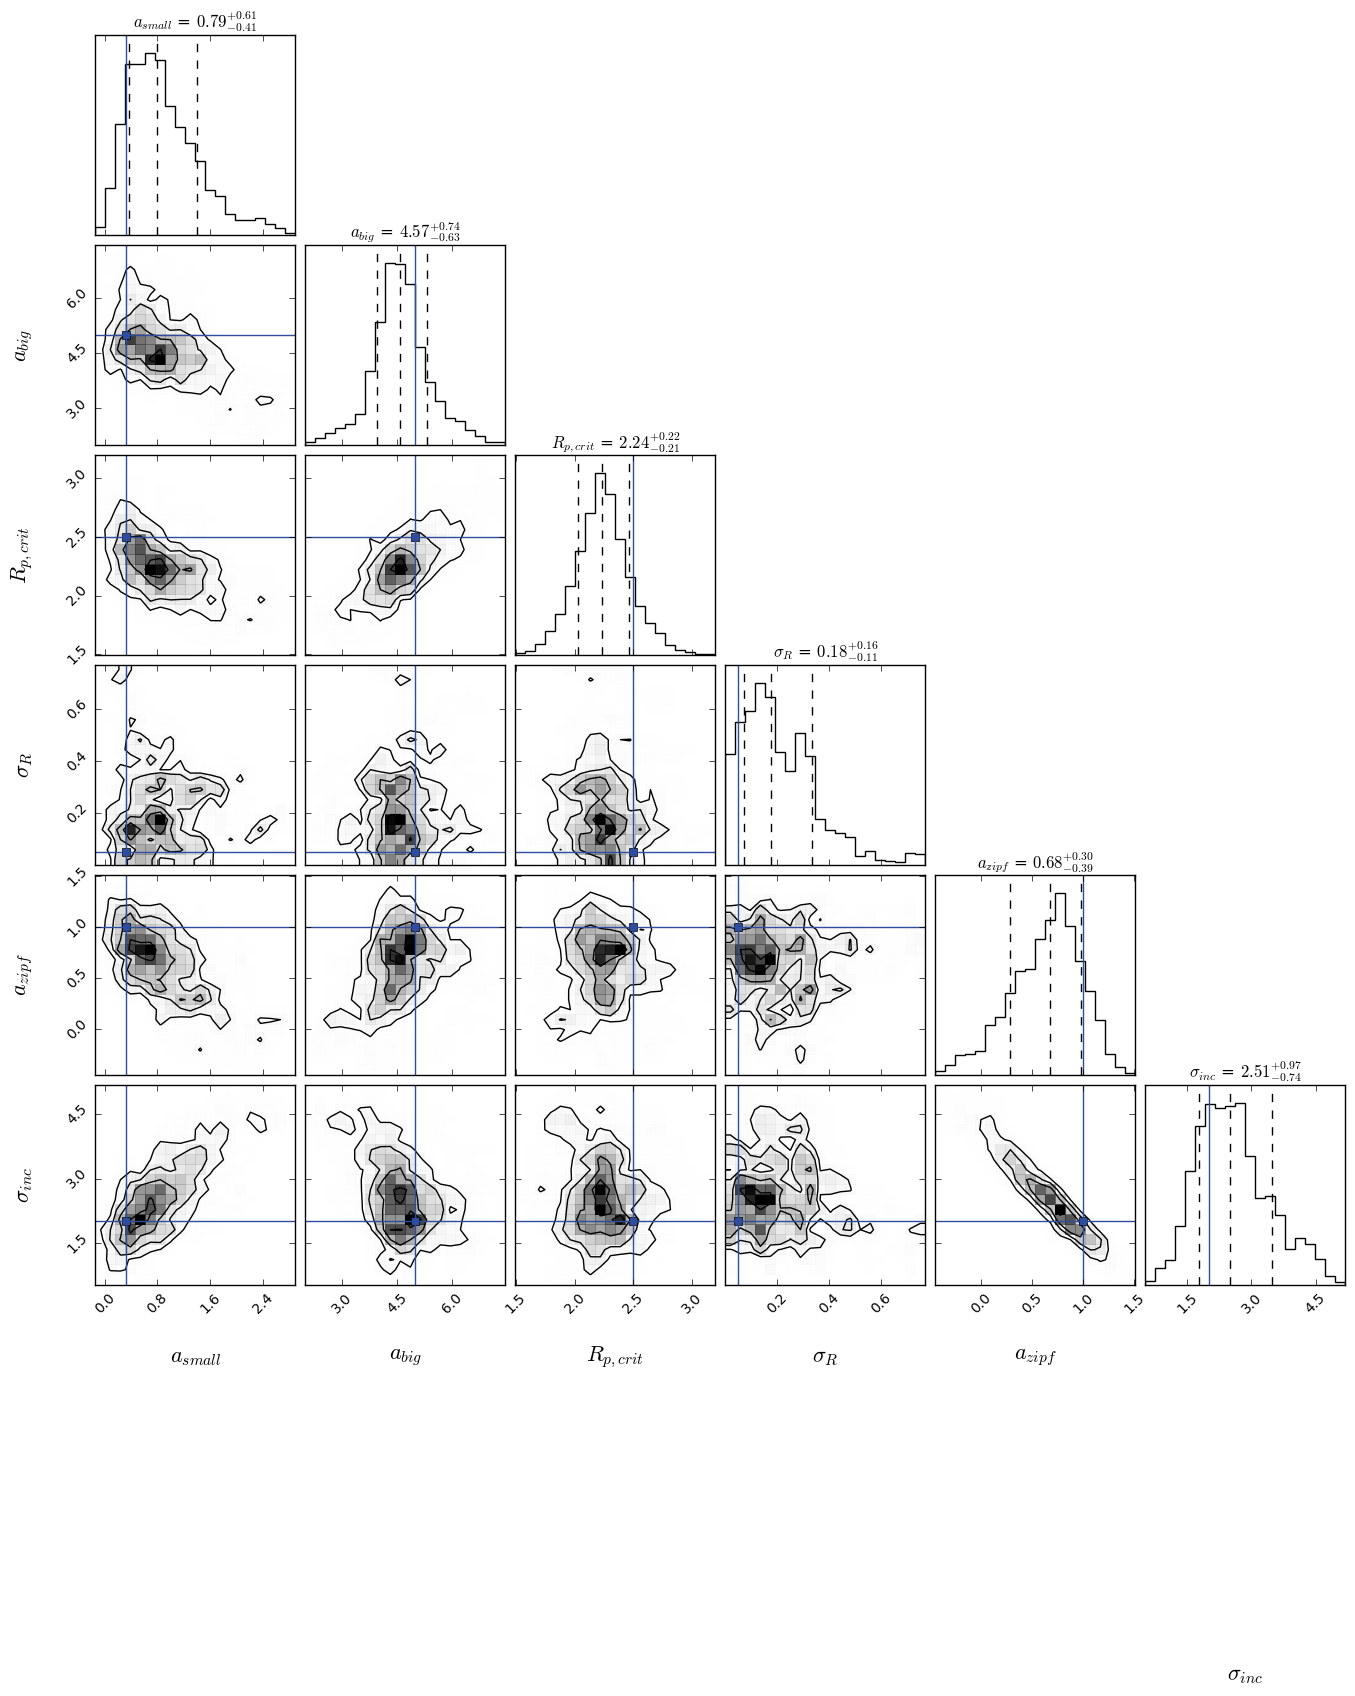 a_small = 0.79^{+0.61}_{-0.41}
a_big = 4.57^{+0.74}_{-0.63}
a_big
6.0
4.5
3.0
R_{p,crit} = 2.24^{+0.22}_{-0.21}
R_{p,crit}
3.0
2.5
2.0
1.5
σ_R = 0.18^{+0.16}_{-0.11}
σ_R
0.6
0.4
0.2
a_zipf = 0.68^{+0.30}_{-0.39}
a_zipf
1.5
1.0
0.5
0.0
σ_inc = 2.51^{+0.97}_{-0.74}
σ_inc
4.5
3.0
1.5
0.0 0.8 1.6 2.4
3.0 4.5 6.0
1.5 2.0 2.5 3.0
0.2 0.4 0.6
0.0 0.5 1.0 1.5
1.5 3.0 4.5
a_small a_big R_{p,crit} σ_R a_zipf
σ_inc